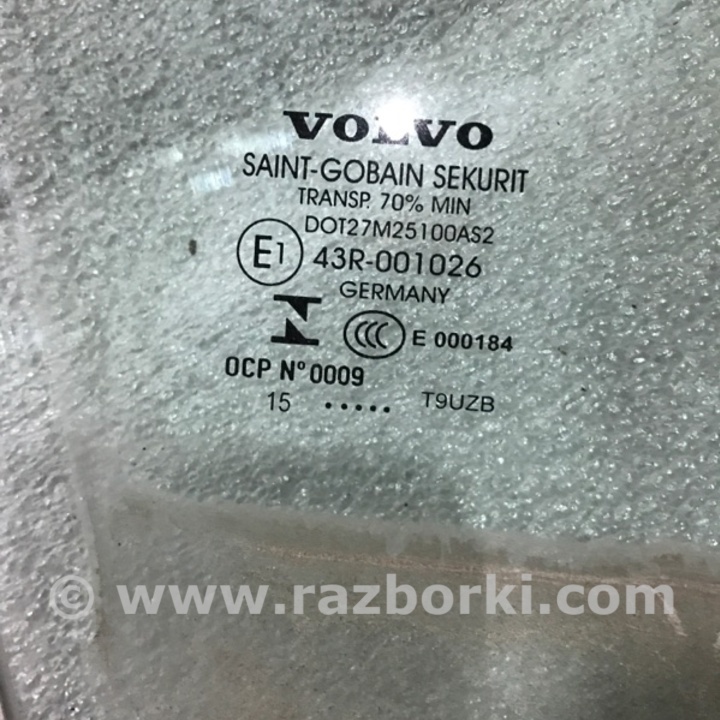 VOLVO
SAINT-GOBAIN SEKURIT
TRANSP. 70% MIN
DOT27M25100AS2
E1 43R-001026
GERMANY
CCC E 000184
OCP N° 0009
15 ..... T9UZB
© www.razborki.com